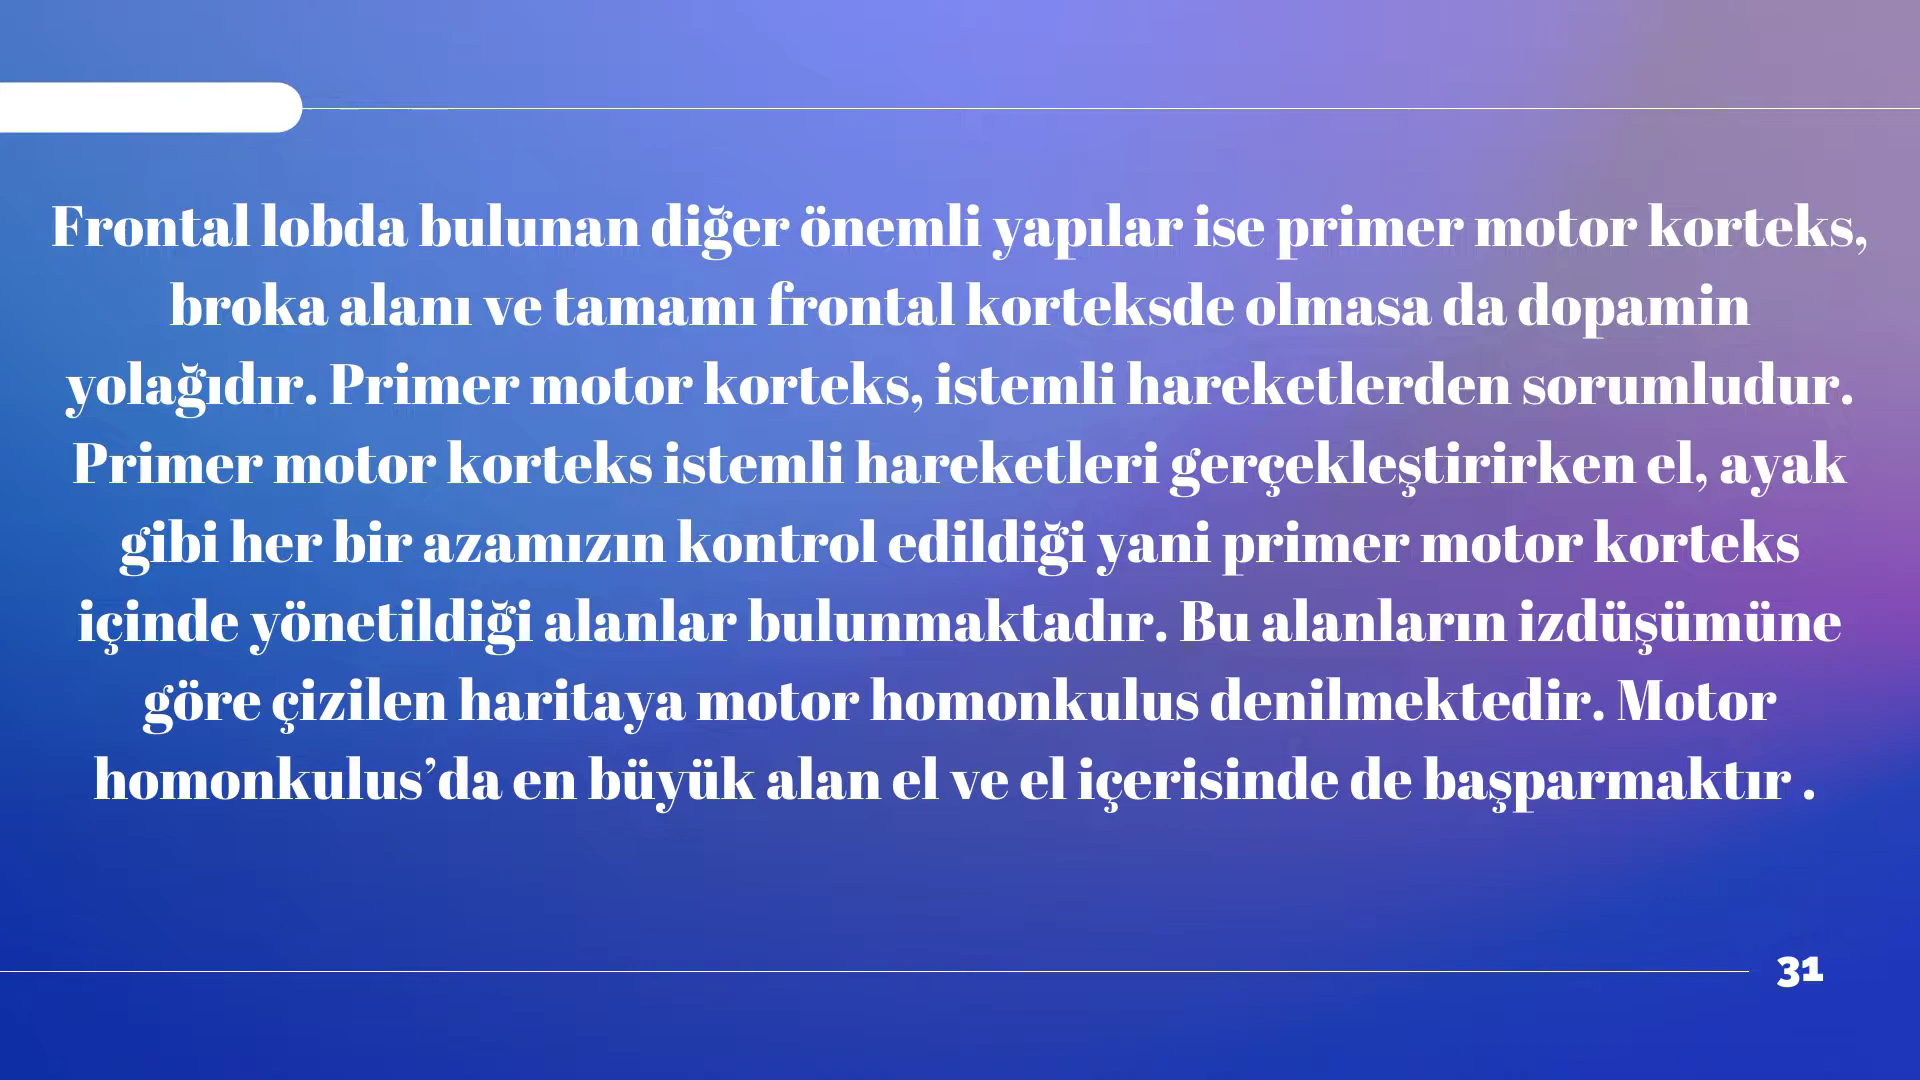 Frontal lobda bulunan diğer önemli yapılar ise primer motor korteks,
broka alanı ve tamamı frontal korteksde olmasa da dopamin
yolağıdır. Primer motor korteks, istemli hareketlerden sorumludur.
Primer motor korteks istemli hareketleri gerçekleştirirken el, ayak
gibi her bir azamızın kontrol edildiği yani primer motor korteks
içinde yönetildiği alanlar bulunmaktadır. Bu alanların izdüşümüne
göre çizilen haritaya motor homonkulus denilmektedir. Motor
homonkulus’da en büyük alan el ve el içerisinde de başparmaktır .
31